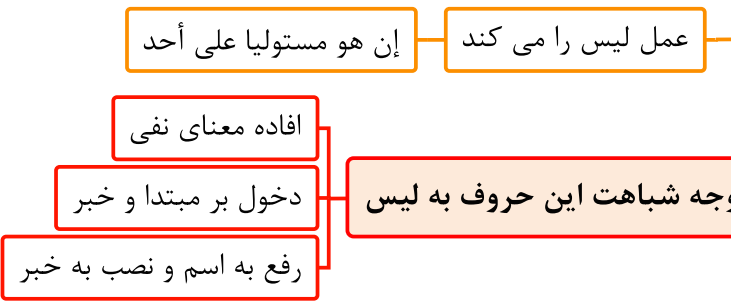 عمل لیس را می کند
إن هو مستولیا علی أحد
وجه شباهت این حروف به لیس
افاده معنای نفی
دخول بر مبتدا و خبر
رفع به اسم و نصب به خبر